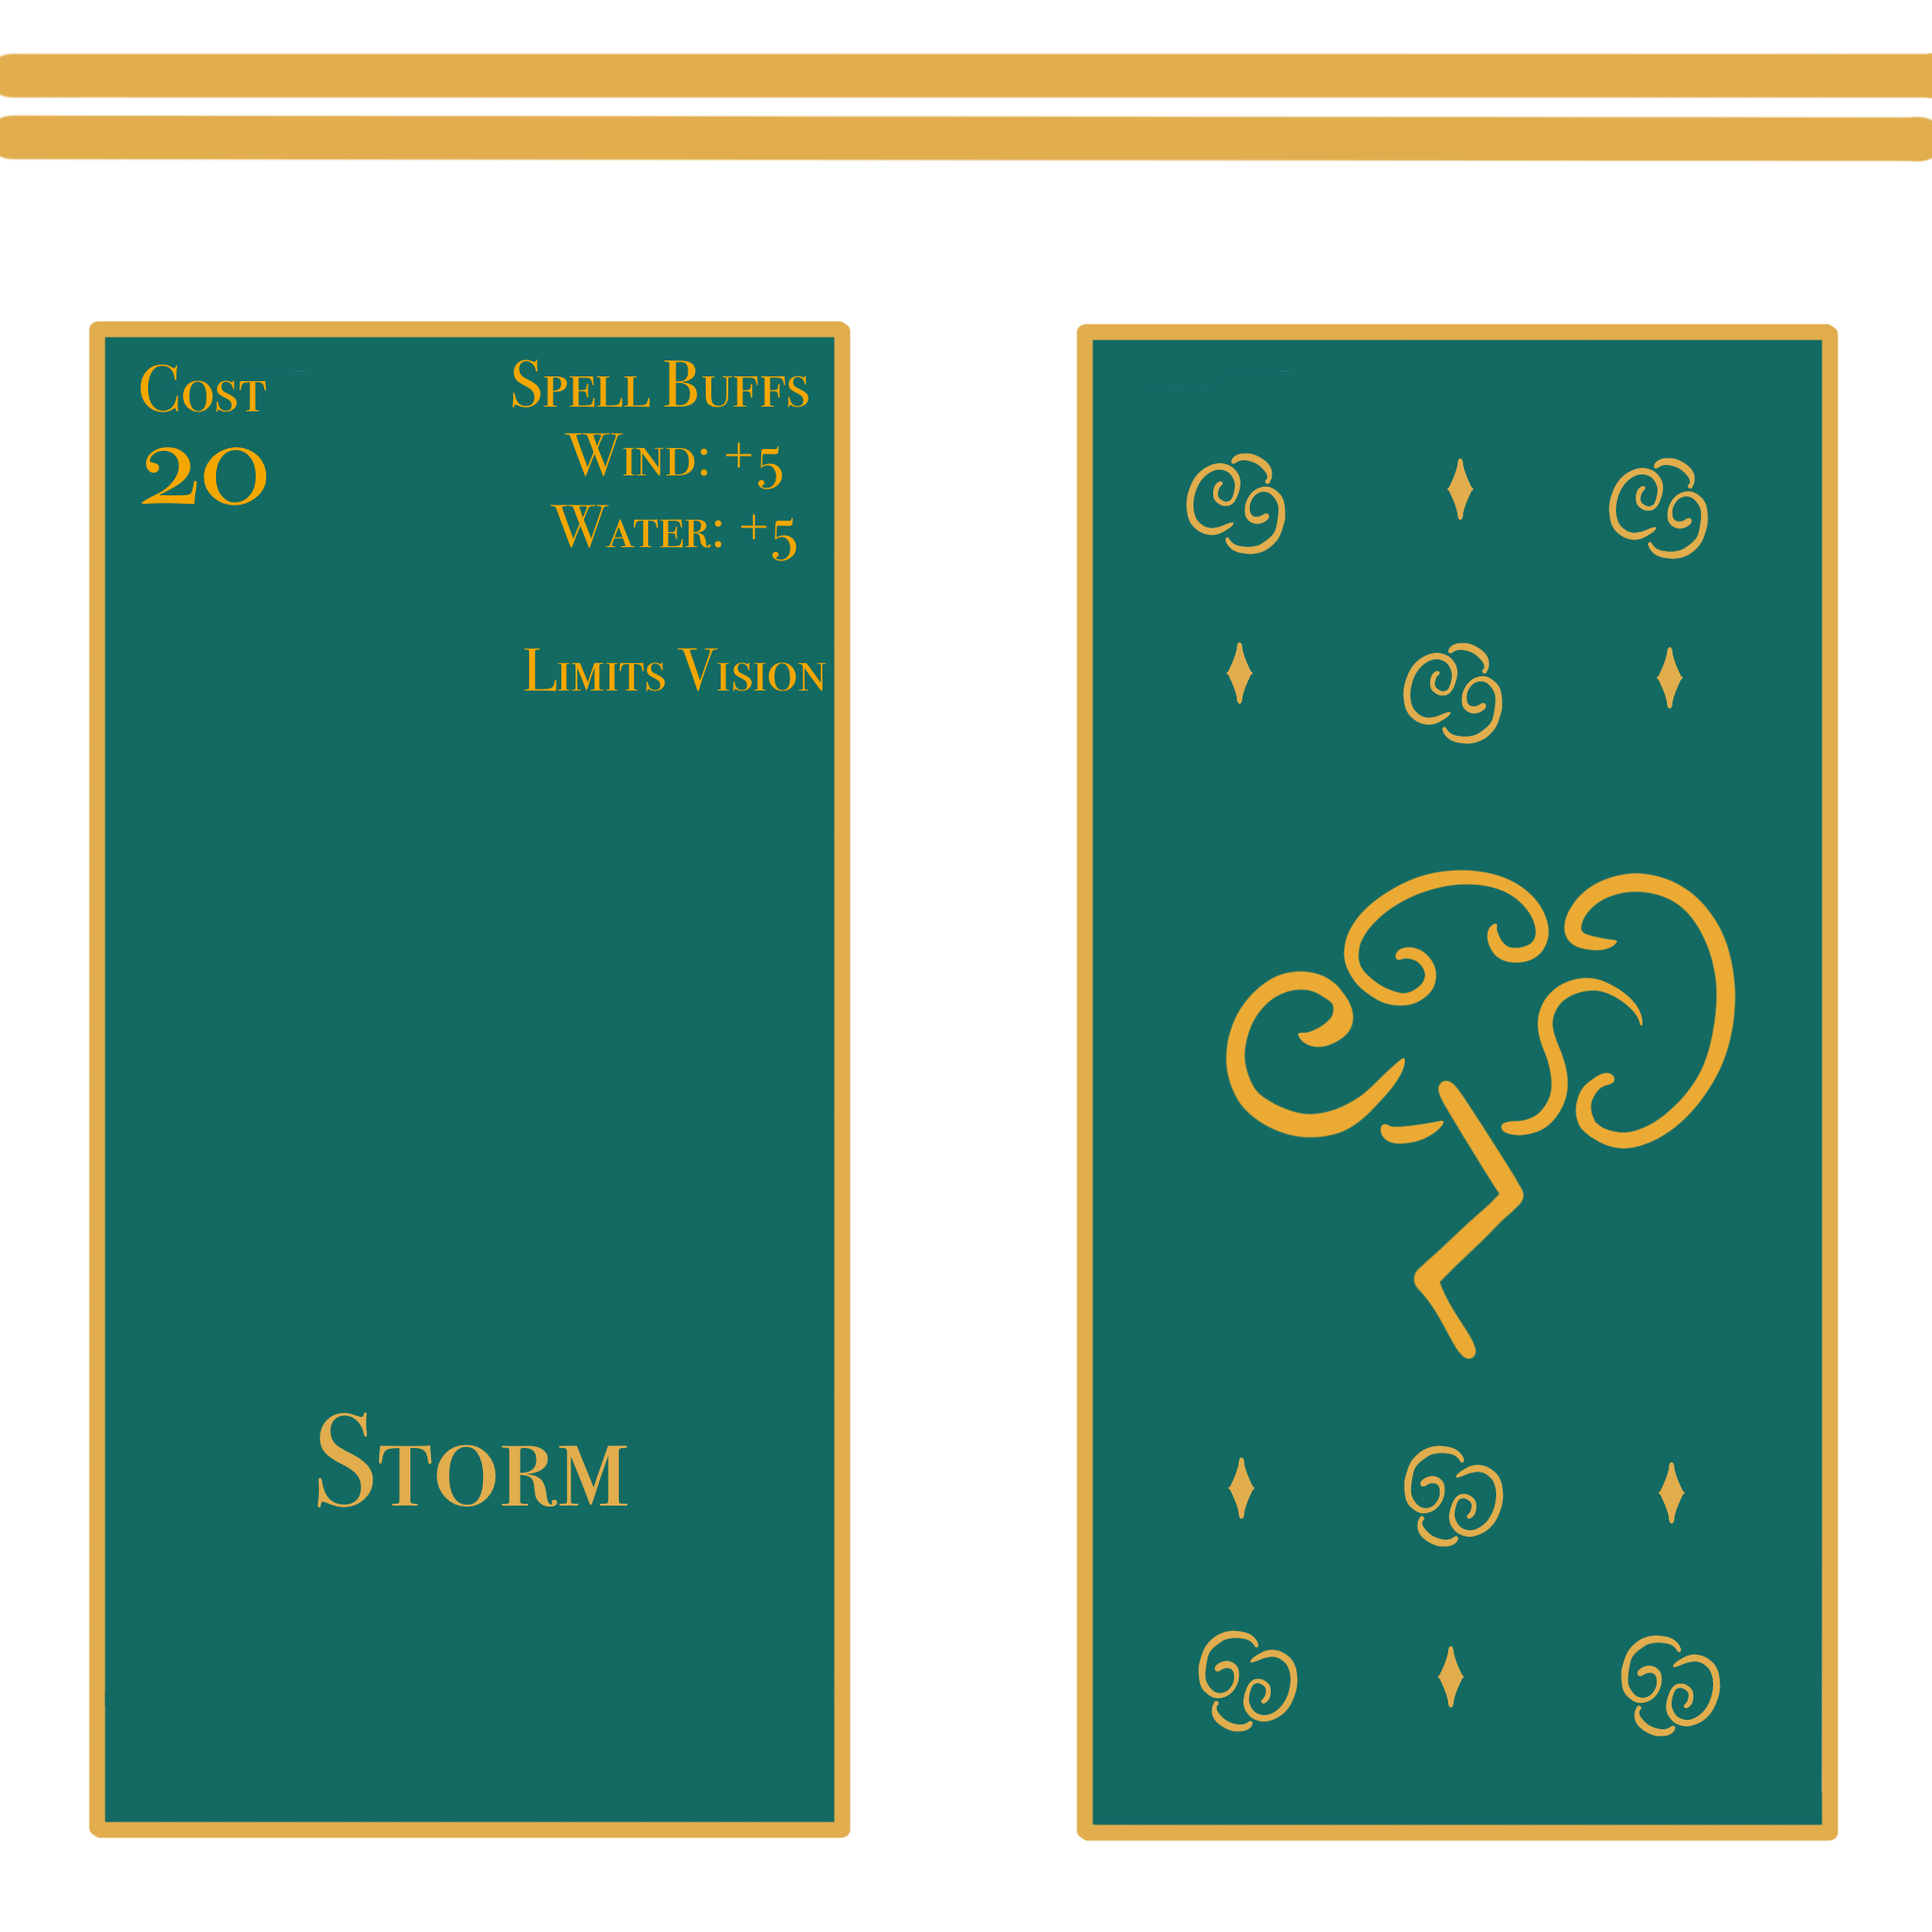 Cost
20
Spell Buffs
Wind: +5
Water: +5
Limits Vision
Storm